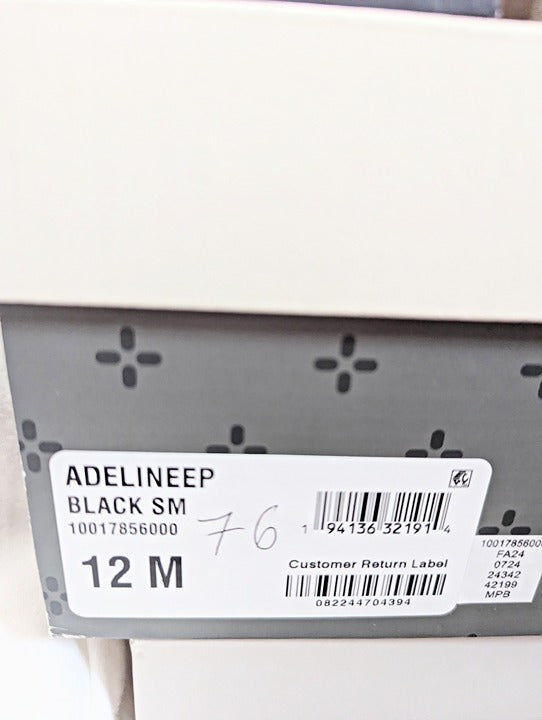 ADELINEEP
BLACK SM
10017856000
76
12 M
1 94136 32191 4
Customer Return Label
082244704394
1001785600
FA24
0724
24342
42199
MPB